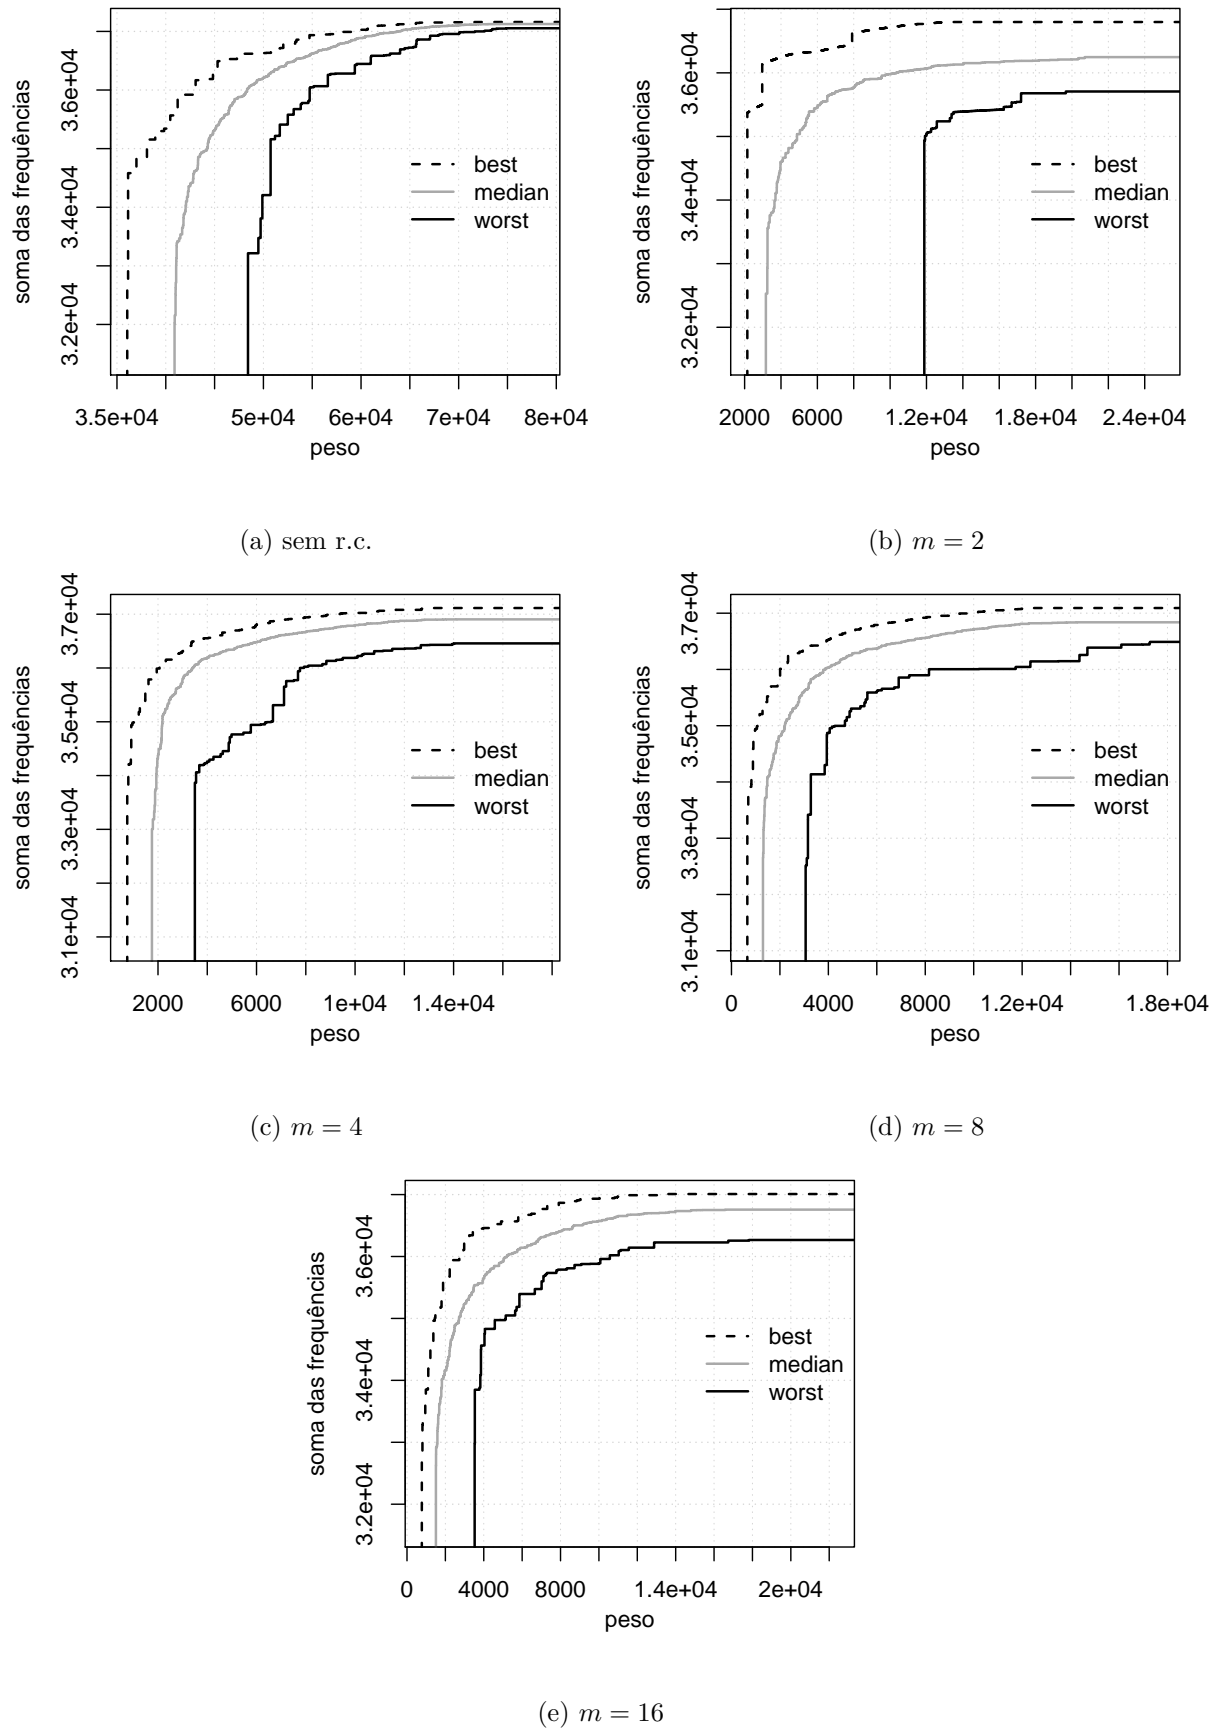 soma das frequências
3.2e+04 3.4e+04 3.6e+04
best
median
worst
3.5e+04 5e+04 6e+04 7e+04 8e+04
peso
(a) sem r.c.
soma das frequências
3.2e+04 3.4e+04 3.6e+04
best
median
worst
2000 6000 1.2e+04 1.8e+04 2.4e+04
peso
(b) m = 2
soma das frequências
3.1e+04 3.3e+04 3.5e+04 3.7e+04
best
median
worst
2000 6000 1e+04 1.4e+04
peso
(c) m = 4
soma das frequências
3.1e+04 3.3e+04 3.5e+04 3.7e+04
best
median
worst
0 4000 8000 1.2e+04 1.8e+04
peso
(d) m = 8
soma das frequências
3.2e+04 3.4e+04 3.6e+04
best
median
worst
0 4000 8000 1.4e+04 2e+04
peso
(e) m = 16